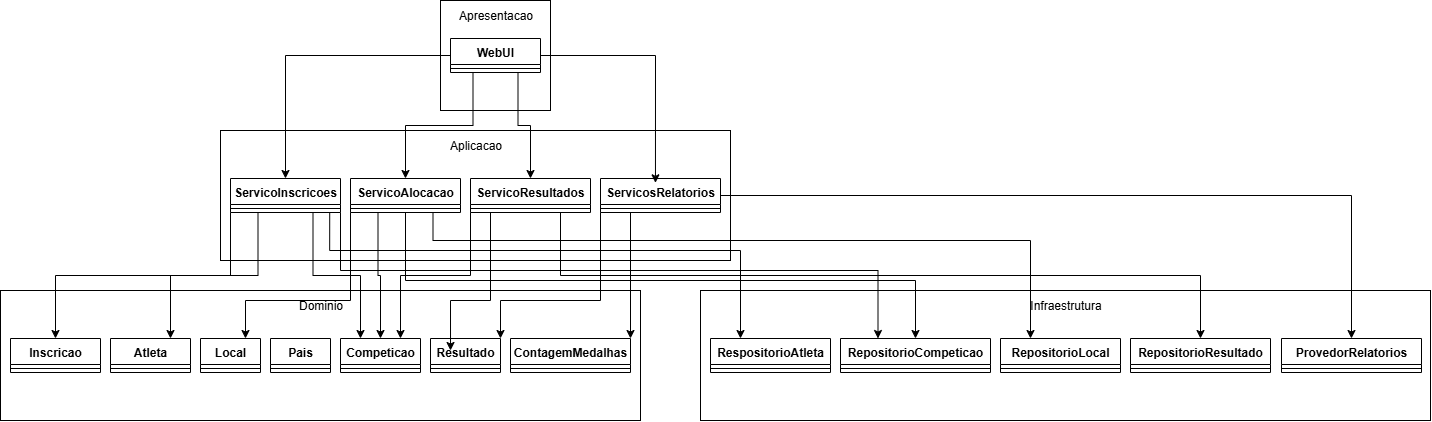 Apresentacao
WebUI
Aplicacao
ServicoInscricoes
ServicoAlocacao
ServicoResultados
ServicosRelatorios
Dominio
Infraestrutura
Inscricao
Atleta
Local
Pais
Competicao
Resultado
ContagemMedalhas
RespositorioAtleta
RepositorioCompeticao
RepositorioLocal
RepositorioResultado
ProvedorRelatorios